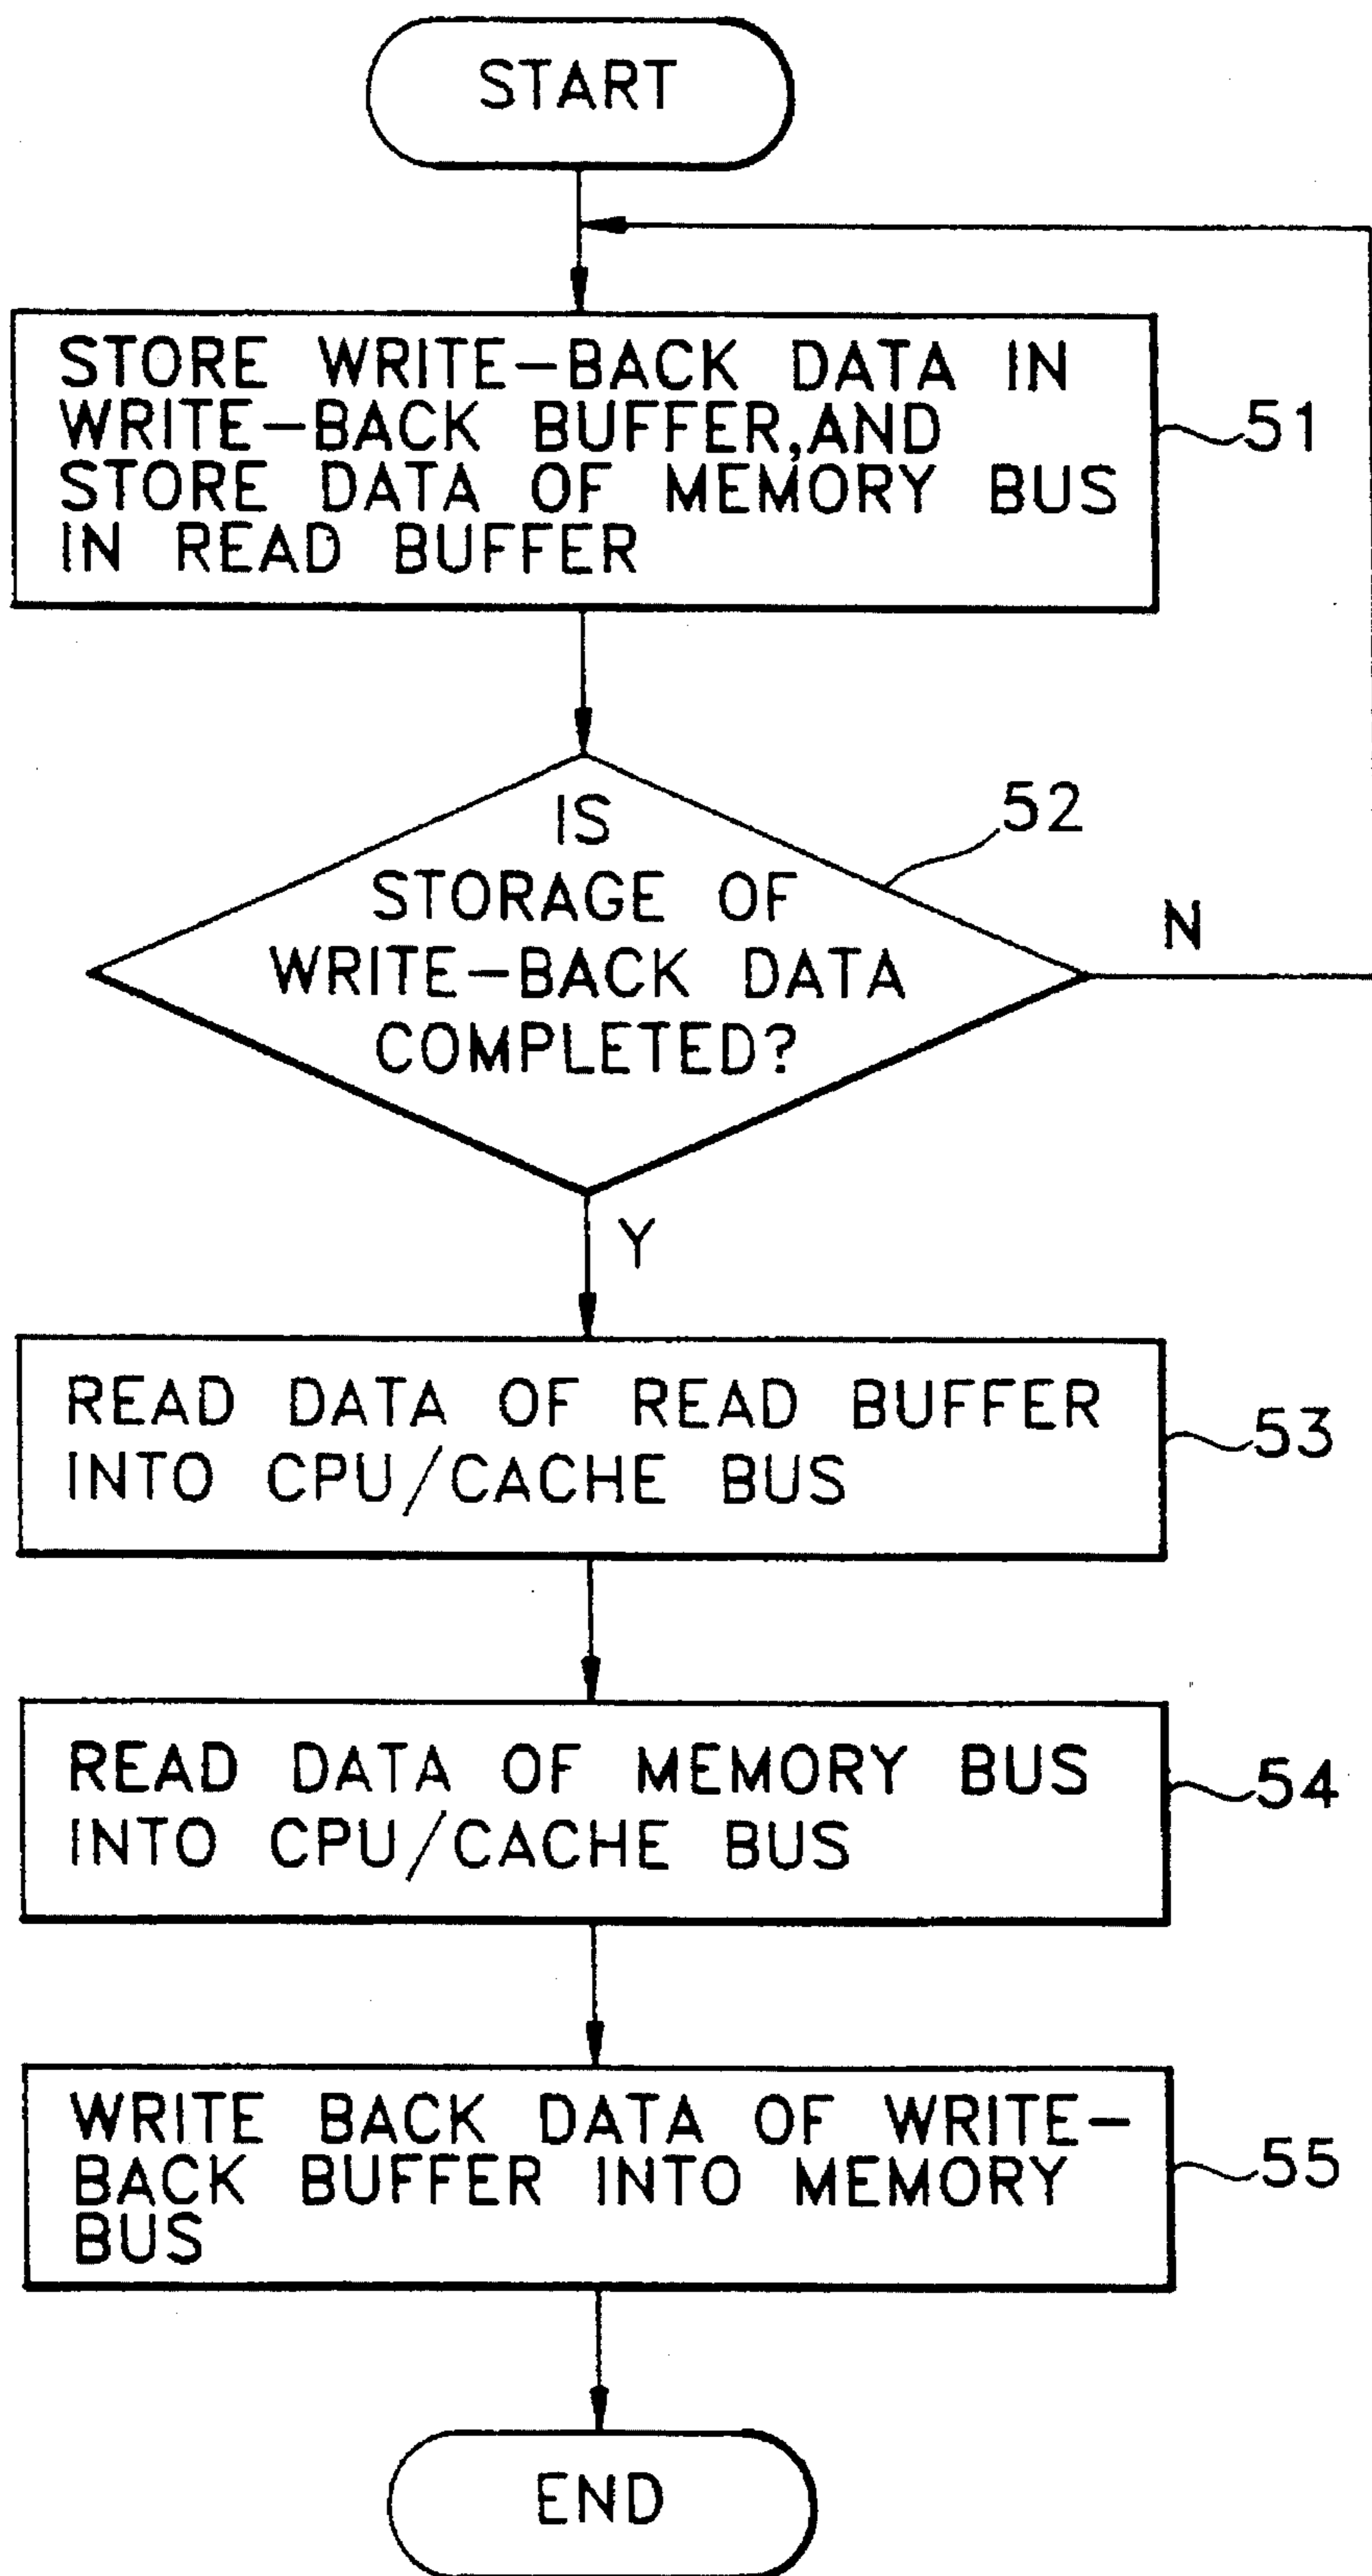 START
STORE WRITE-BACK DATA IN
WRITE-BACK BUFFER,AND
STORE DATA OF MEMORY BUS
IN READ BUFFER
51
IS
STORAGE OF
WRITE-BACK DATA
COMPLETED?
52
N
Y
READ DATA OF READ BUFFER
INTO CPU/CACHE BUS
53
READ DATA OF MEMORY BUS
INTO CPU/CACHE BUS
54
WRITE BACK DATA OF WRITE-
BACK BUFFER INTO MEMORY
BUS
55
END